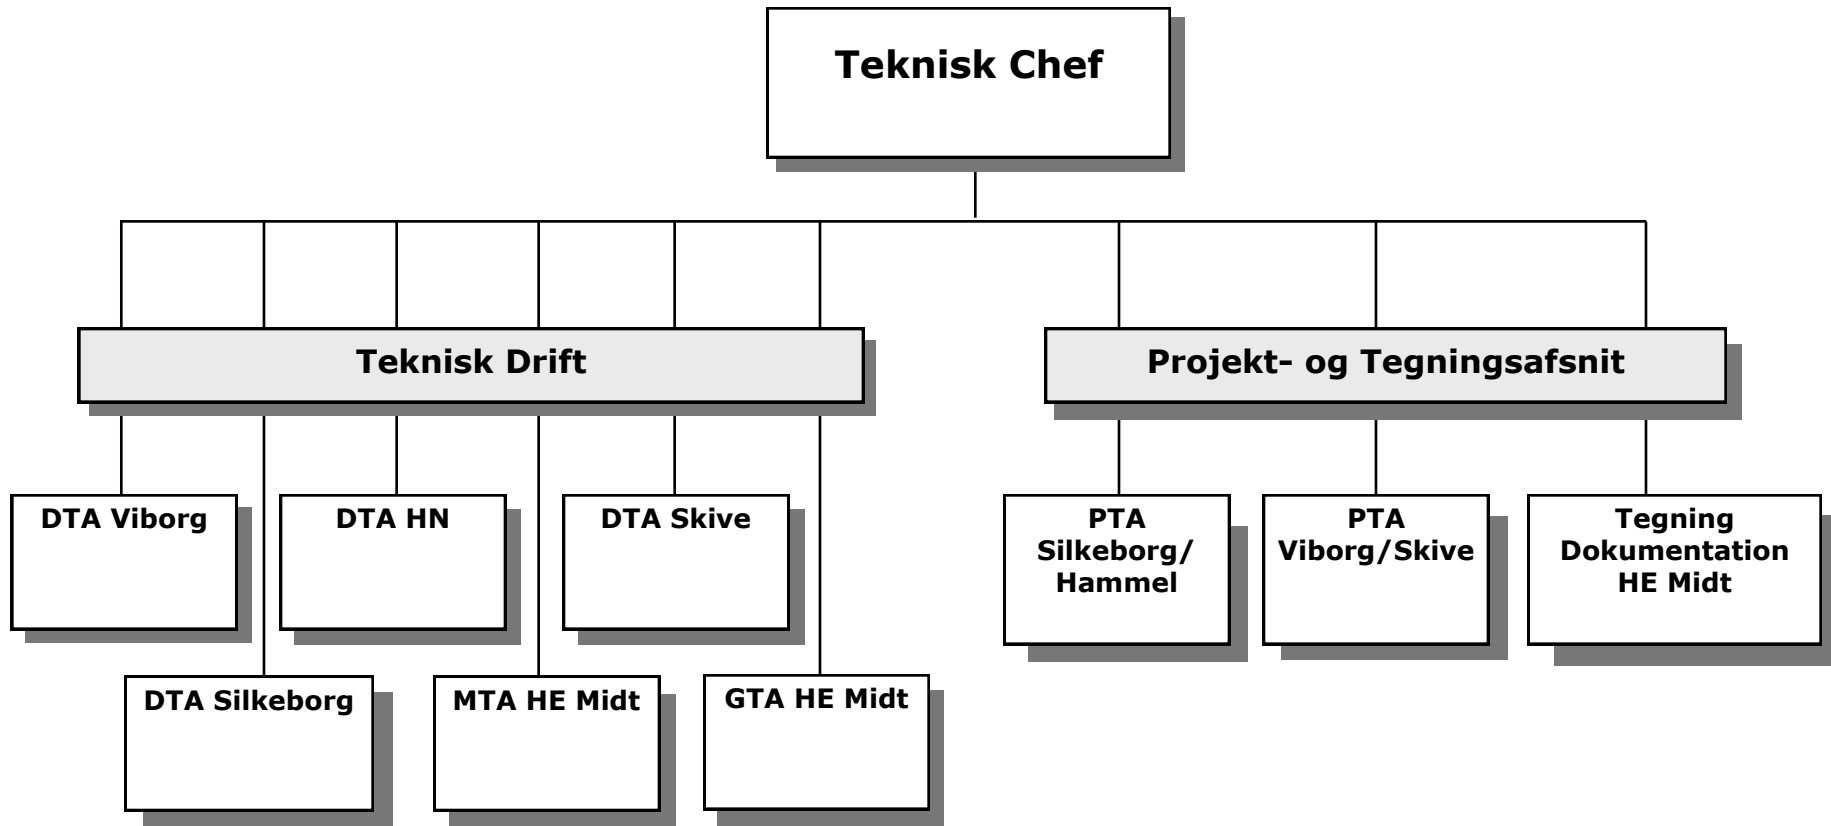 Teknisk Chef
Teknisk Drift
Projekt- og Tegningsafsnit
DTA Viborg
DTA HN
DTA Skive
PTA
Silkeborg/
Hammel
PTA
Viborg/Skive
Tegning
Dokumentation
HE Midt
DTA Silkeborg
MTA HE Midt
GTA HE Midt